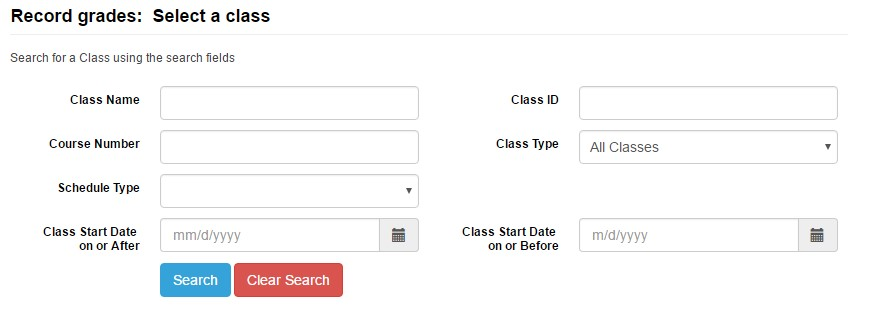 Record grades:  Select a class
Search for a Class using the search fields
Class Name
Class ID
Course Number
Class Type
All Classes
Schedule Type
Class Start Date
on or After
mm/d/yyyy
Class Start Date
on or Before
m/d/yyyy
Search
Clear Search